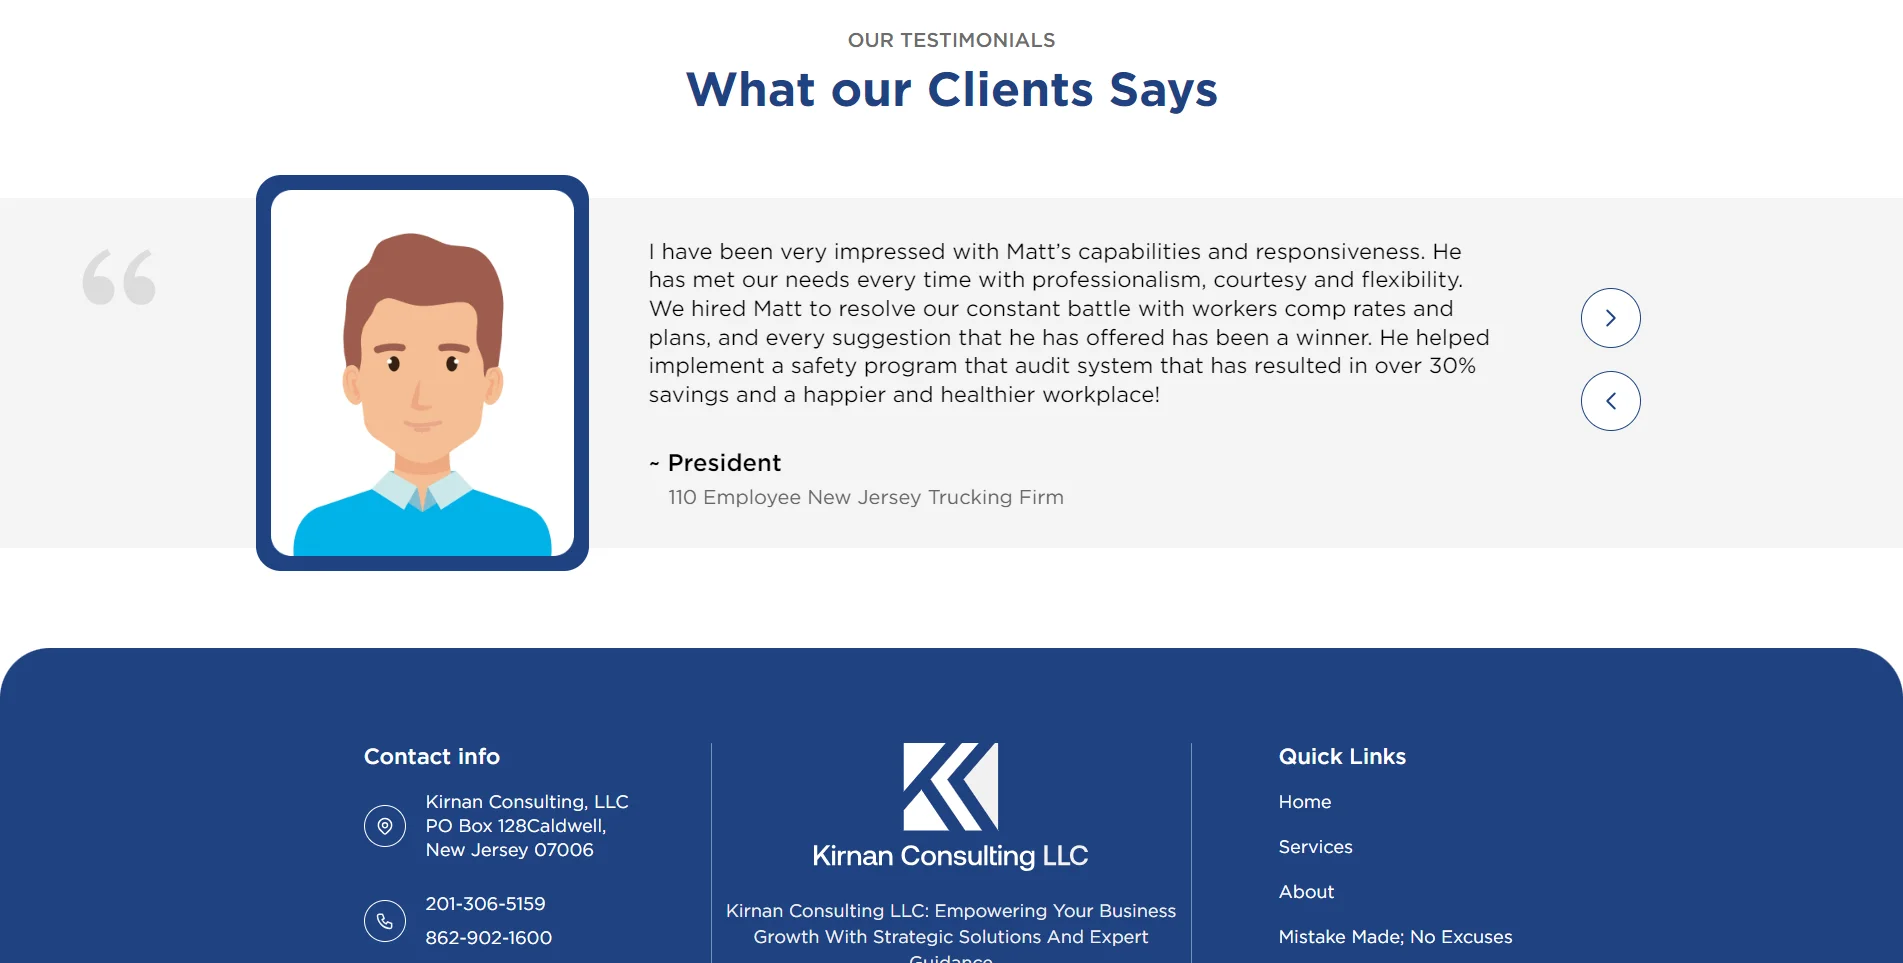 OUR TESTIMONIALS
What our Clients Says
I have been very impressed with Matt’s capabilities and responsiveness. He
has met our needs every time with professionalism, courtesy and flexibility.
We hired Matt to resolve our constant battle with workers comp rates and
plans, and every suggestion that he has offered has been a winner. He helped
implement a safety program that audit system that has resulted in over 30%
savings and a happier and healthier workplace!
~ President
110 Employee New Jersey Trucking Firm
Contact info
Kirnan Consulting, LLC
PO Box 128Caldwell,
New Jersey 07006
201-306-5159
862-902-1600
Kirnan Consulting LLC
Kirnan Consulting LLC: Empowering Your Business
Growth With Strategic Solutions And Expert
Guidance
Quick Links
Home
Services
About
Mistake Made; No Excuses